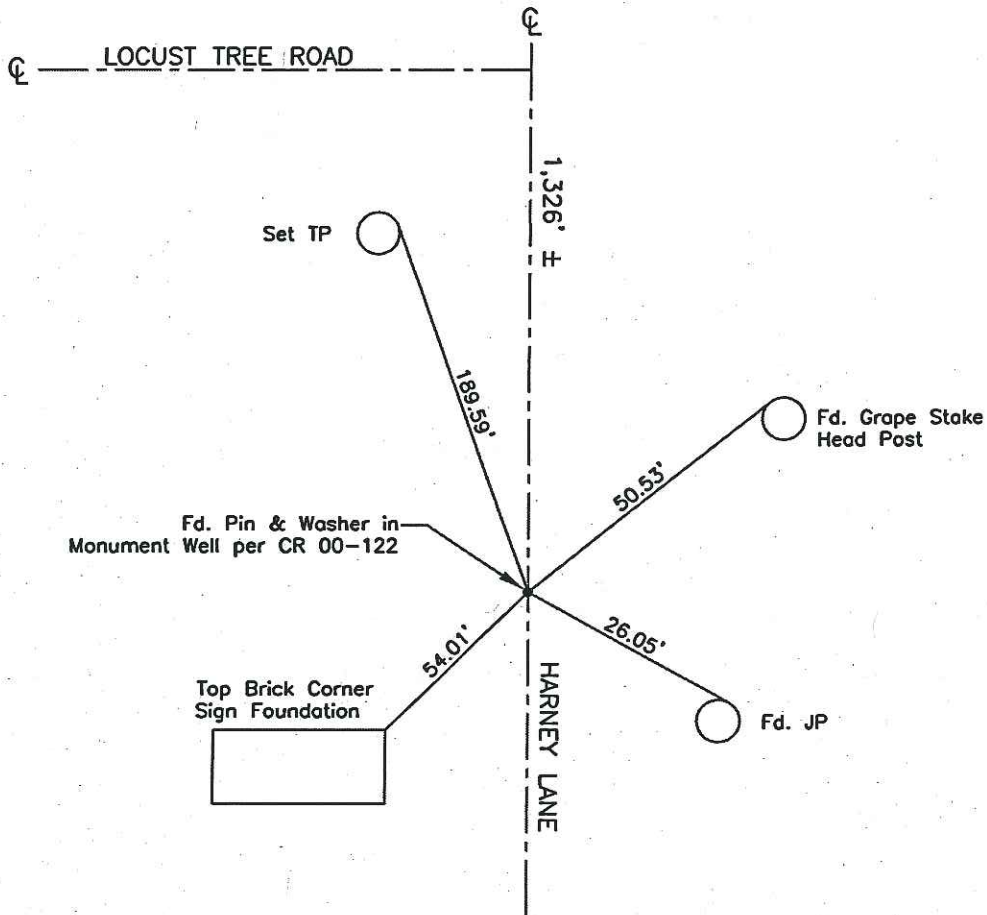 ℄
℄
LOCUST TREE ROAD
1,326' ±
Set TP
189.59'
Fd. Grape Stake
Head Post
50.53'
Fd. Pin & Washer in
Monument Well per CR 00-122
54.01'
26.05'
Top Brick Corner
Sign Foundation
HARNEY LANE
Fd. JP